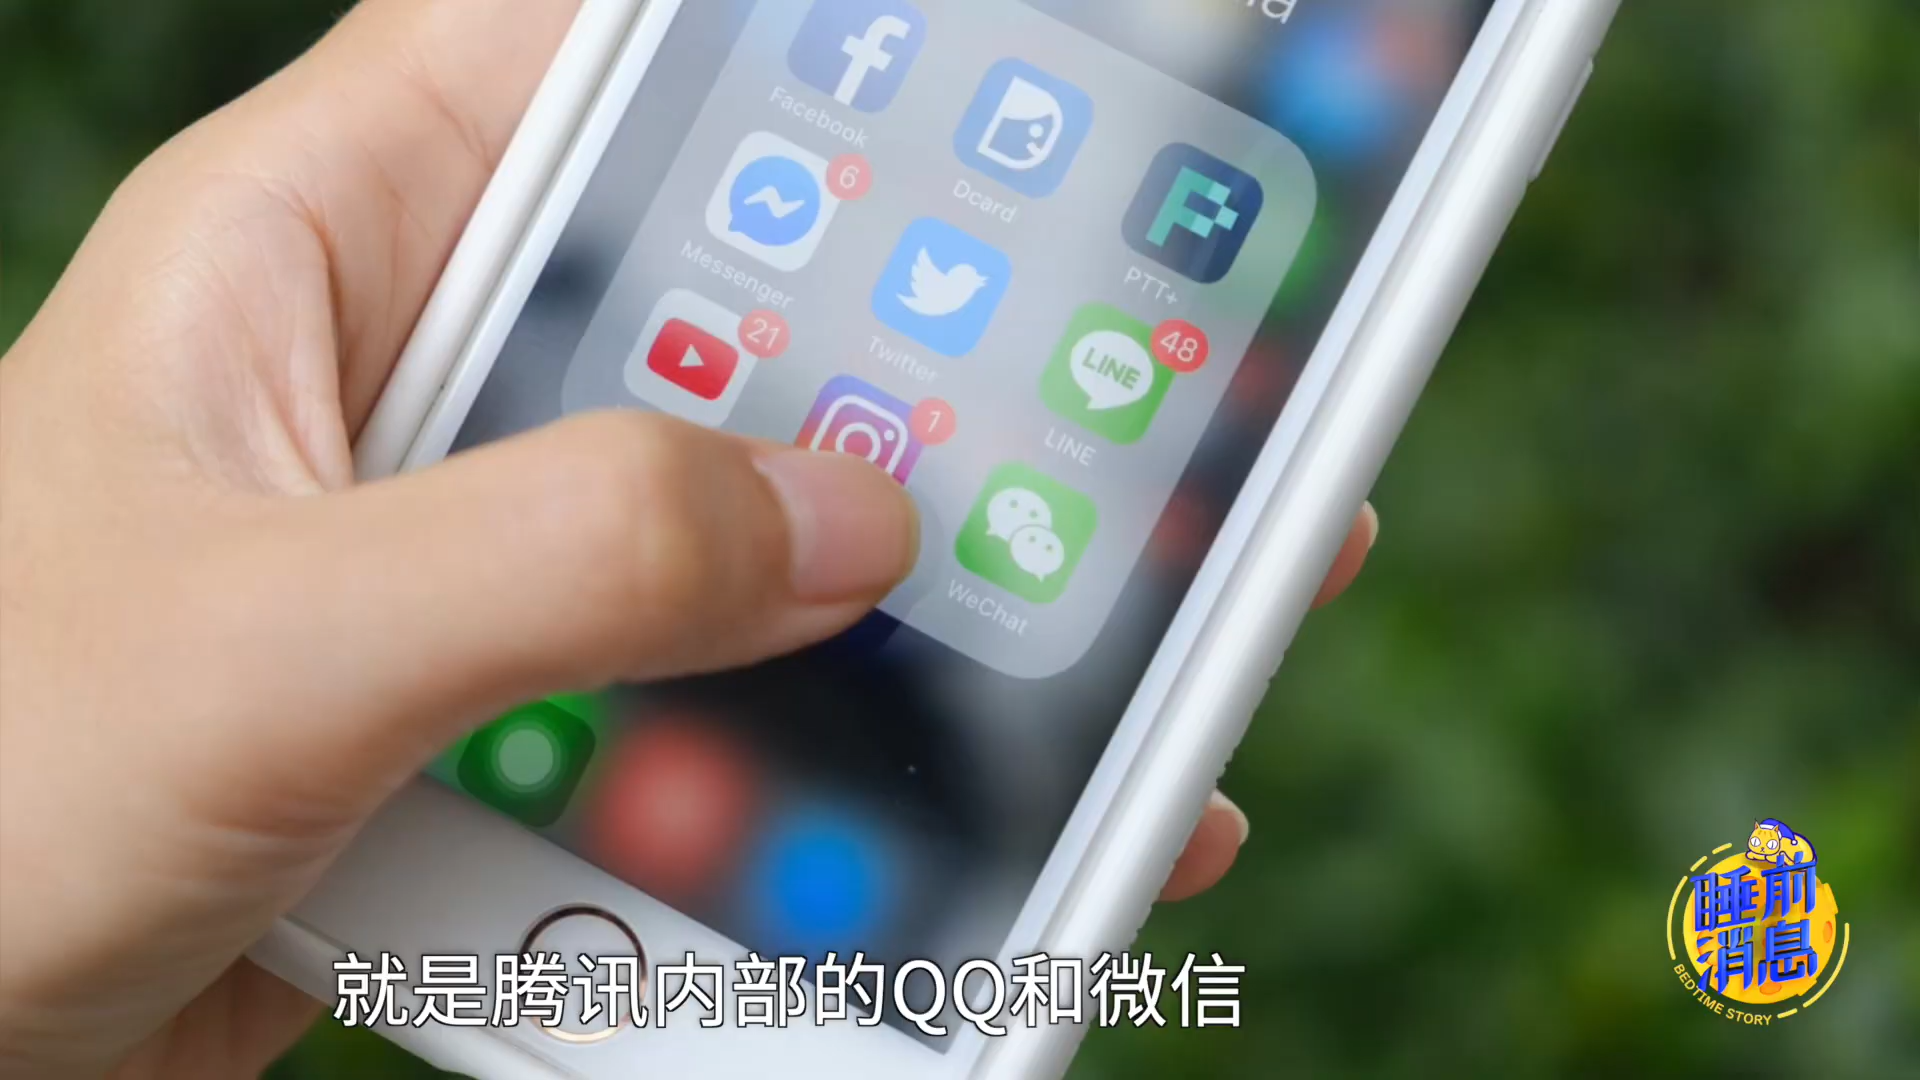 Facebook
Dcard
PTT+
6
Messenger
Twitter
48
LINE
LINE
21
1
WeChat
就是腾讯内部的QQ和微信
睡前
消息
BEDTIME STORY